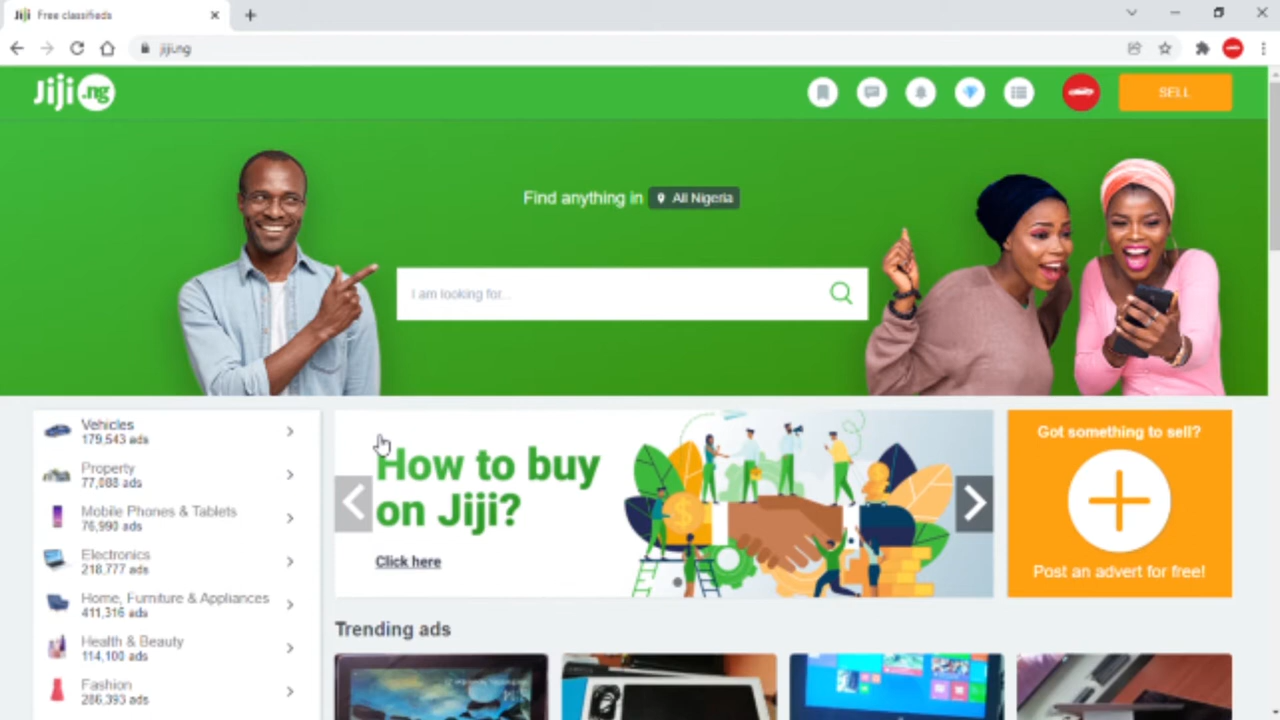 Jiji Free classifieds
jiji.ng
Jiji .ng
SELL
Find anything in All Nigeria
I am looking for...
Vehicles
179,543 ads
Property
77,088 ads
Mobile Phones & Tablets
76,990 ads
Electronics
218,777 ads
Home, Furniture & Appliances
411,316 ads
Health & Beauty
114,100 ads
Fashion
286,393 ads
How to buy
on Jiji?
Click here
Got something to sell?
Post an advert for free!
Trending ads